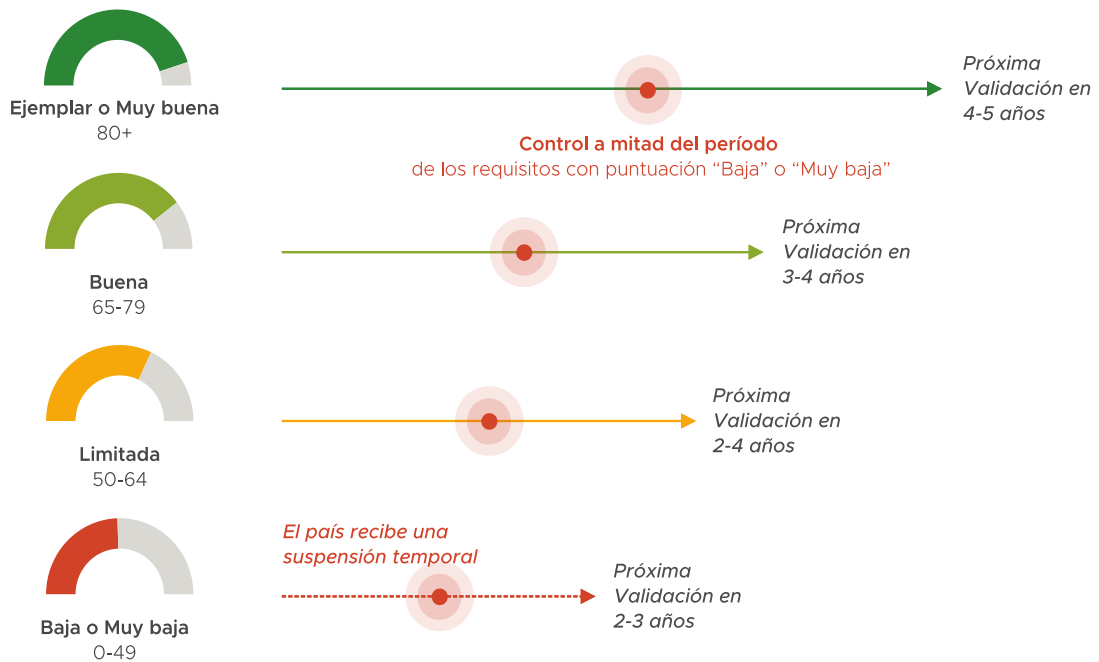 Ejemplar o Muy buena
80+
Próxima
Validación en
4-5 años
Control a mitad del período
de los requisitos con puntuación “Baja” o “Muy baja”
Buena
65-79
Próxima
Validación en
3-4 años
Limitada
50-64
Próxima
Validación en
2-4 años
El país recibe una
suspensión temporal
Baja o Muy baja
0-49
Próxima
Validación en
2-3 años